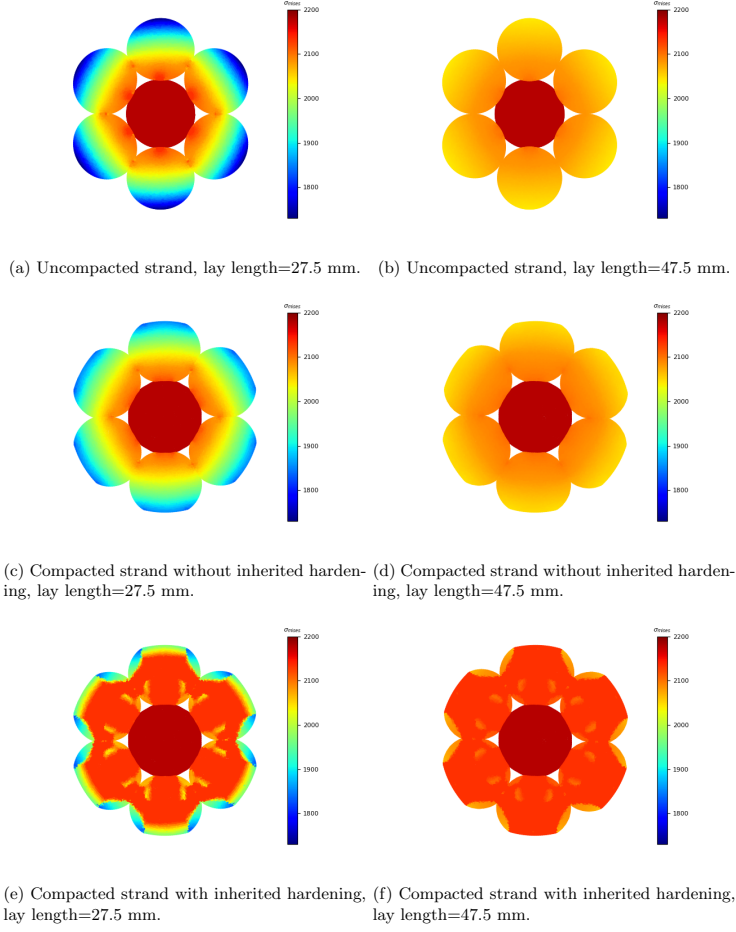 σmises
2200
2100
2000
1900
1800
σmises
2200
2100
2000
1900
1800
(a) Uncompacted strand, lay length=27.5 mm.
(b) Uncompacted strand, lay length=47.5 mm.
σmises
2200
2100
2000
1900
1800
σmises
2200
2100
2000
1900
1800
(c) Compacted strand without inherited harden-
ing, lay length=27.5 mm.
(d) Compacted strand without inherited harden-
ing, lay length=47.5 mm.
σmises
2200
2100
2000
1900
1800
σmises
2200
2100
2000
1900
1800
(e) Compacted strand with inherited hardening,
lay length=27.5 mm.
(f) Compacted strand with inherited hardening,
lay length=47.5 mm.